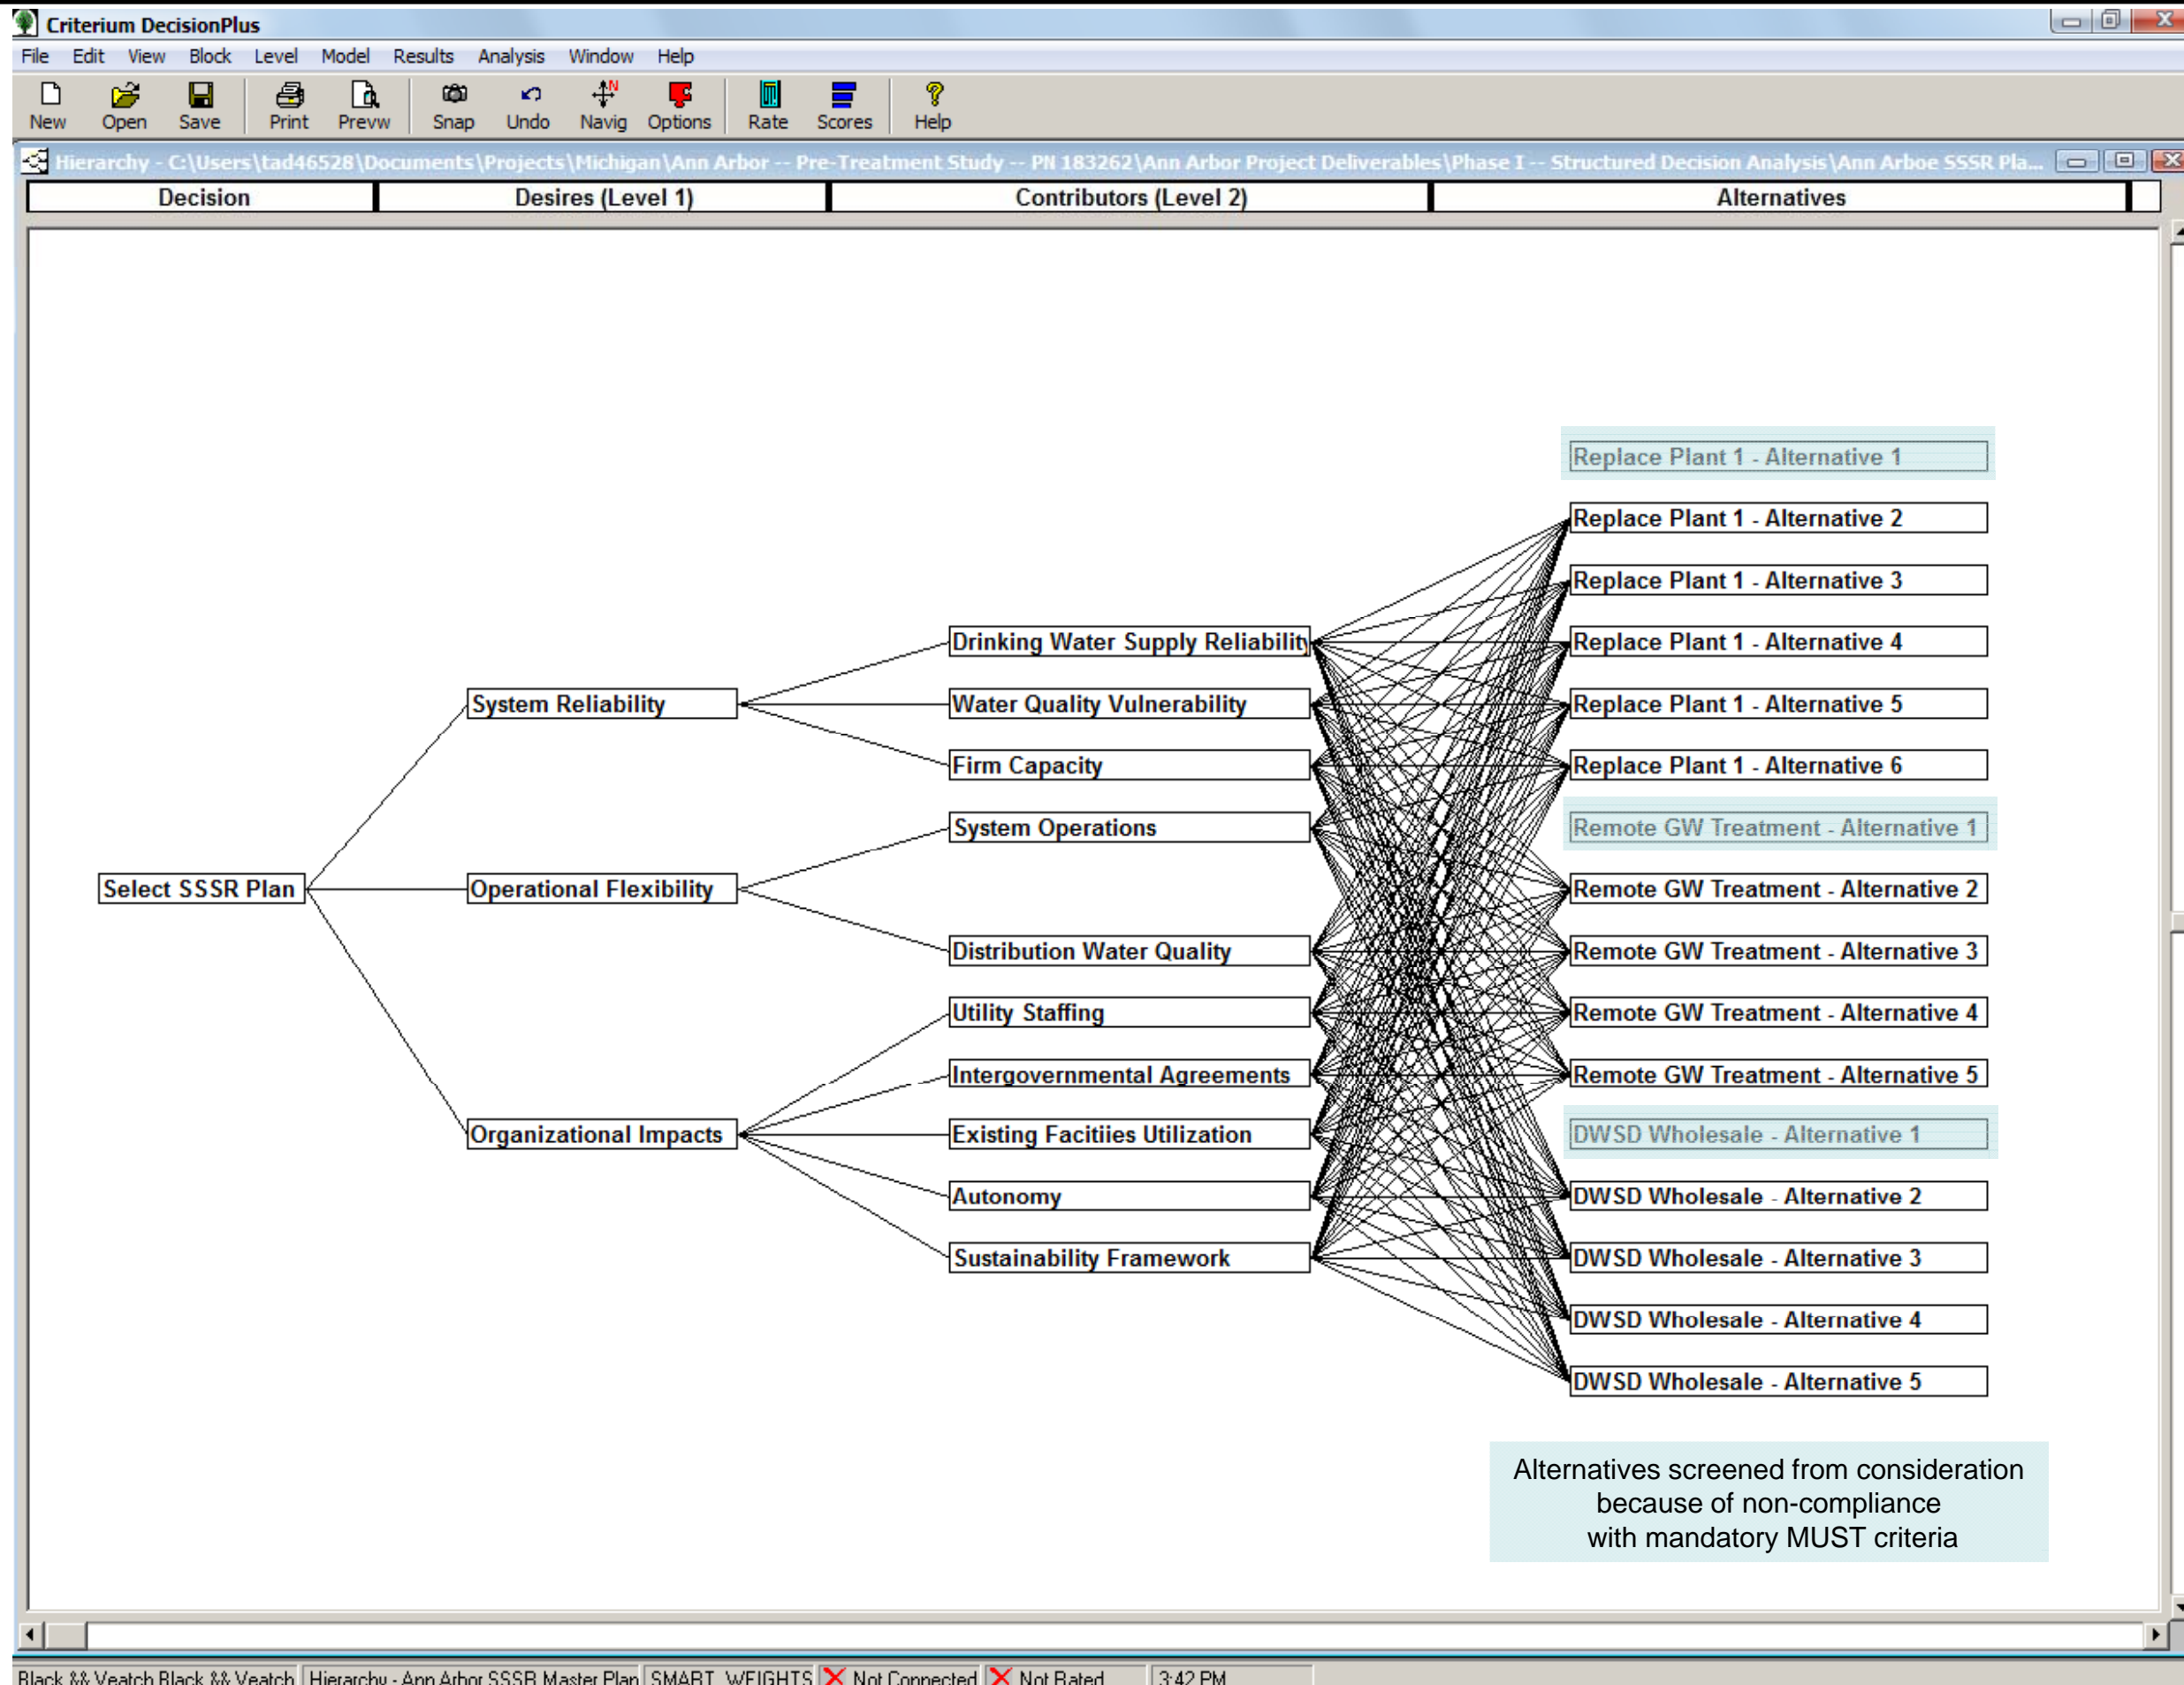 Criterium DecisionPlus
File Edit View Block Level Model Results Analysis Window Help
N
New Open Save Print Prevw Snap Undo Navig Options Rate Scores Help
Hierarchy - C:\Users\tad46528\Documents\Projects\Michigan\Ann Arbor -- Pre-Treatment Study -- PN 183262\Ann Arbor Project Deliverables\Phase I -- Structured Decision Analysis\Ann Arboe SSSR Pla...
Decision Desires (Level 1) Contributors (Level 2) Alternatives
Select SSSR Plan
System Reliability
Operational Flexibility
Organizational Impacts
Drinking Water Supply Reliability
Water Quality Vulnerability
Firm Capacity
System Operations
Distribution Water Quality
Utility Staffing
Intergovernmental Agreements
Existing Facitiies Utilization
Autonomy
Sustainability Framework
Replace Plant 1 - Alternative 1
Replace Plant 1 - Alternative 2
Replace Plant 1 - Alternative 3
Replace Plant 1 - Alternative 4
Replace Plant 1 - Alternative 5
Replace Plant 1 - Alternative 6
Remote GW Treatment - Alternative 1
Remote GW Treatment - Alternative 2
Remote GW Treatment - Alternative 3
Remote GW Treatment - Alternative 4
Remote GW Treatment - Alternative 5
DWSD Wholesale - Alternative 1
DWSD Wholesale - Alternative 2
DWSD Wholesale - Alternative 3
DWSD Wholesale - Alternative 4
DWSD Wholesale - Alternative 5
Alternatives screened from consideration
because of non-compliance
with mandatory MUST criteria
Black && Veatch Black && Veatch Hierarchy - Ann Arbor SSSR Master Plan SMART WEIGHTS Not Connected Not Rated 3:42 PM